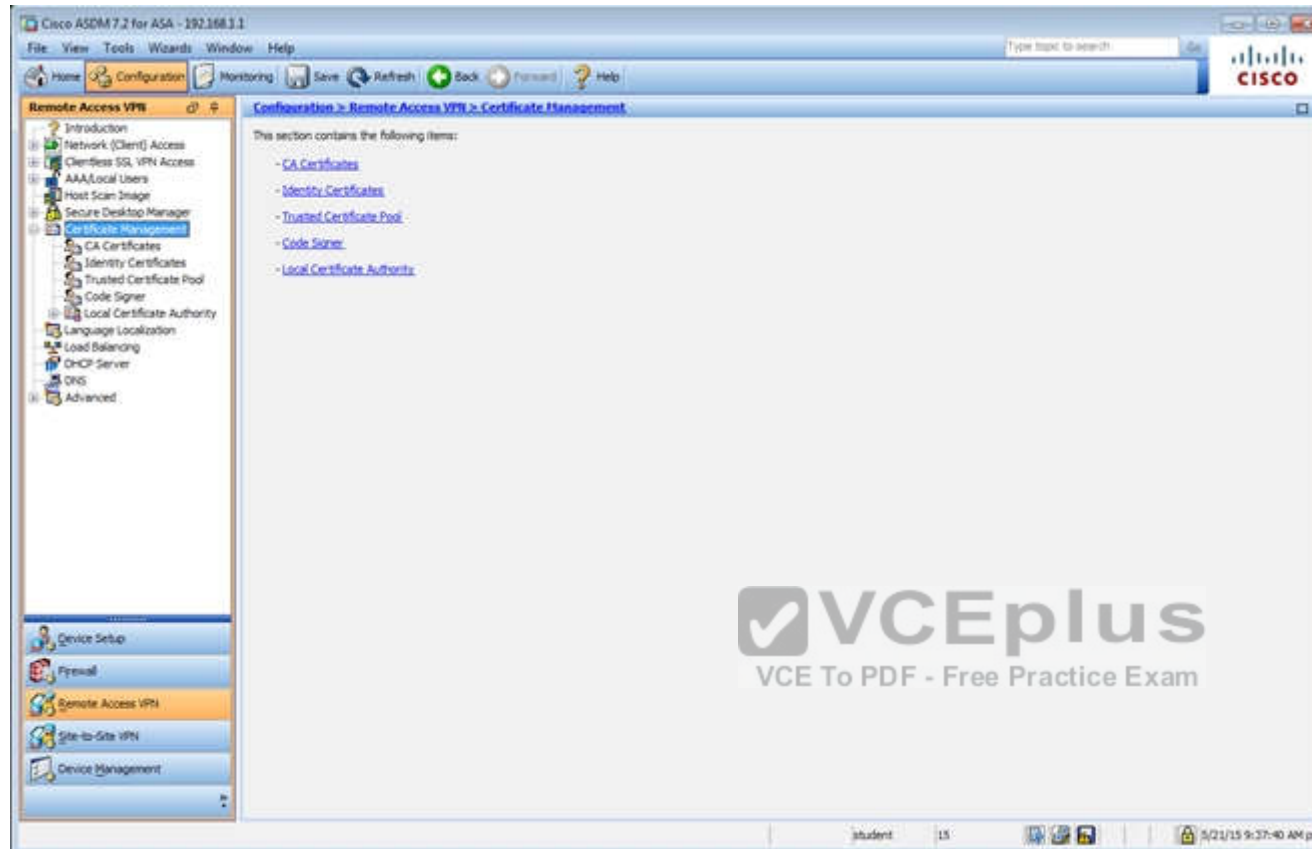 Cisco ASDM 7.2 for ASA - 192.168.1.1
File View Tools Wizards Window Help
Type topic to search Go
Home Configuration Monitoring Save Refresh Back Forward Help
CISCO
Remote Access VPN
Introduction
Network (Client) Access
Clientless SSL VPN Access
AAA/Local Users
Host Scan Image
Secure Desktop Manager
Certificate Management
CA Certificates
Identity Certificates
Trusted Certificate Pool
Code Signer
Local Certificate Authority
Language Localization
Load Balancing
DHCP Server
DNS
Advanced
Device Setup
Firewall
Remote Access VPN
Site-to-Site VPN
Device Management
Configuration > Remote Access VPN > Certificate Management
This section contains the following items:
- CA Certificates
- Identity Certificates
- Trusted Certificate Pool
- Code Signer
- Local Certificate Authority
VCEplus
VCE To PDF - Free Practice Exam
student 15 5/21/15 9:37:40 AM p